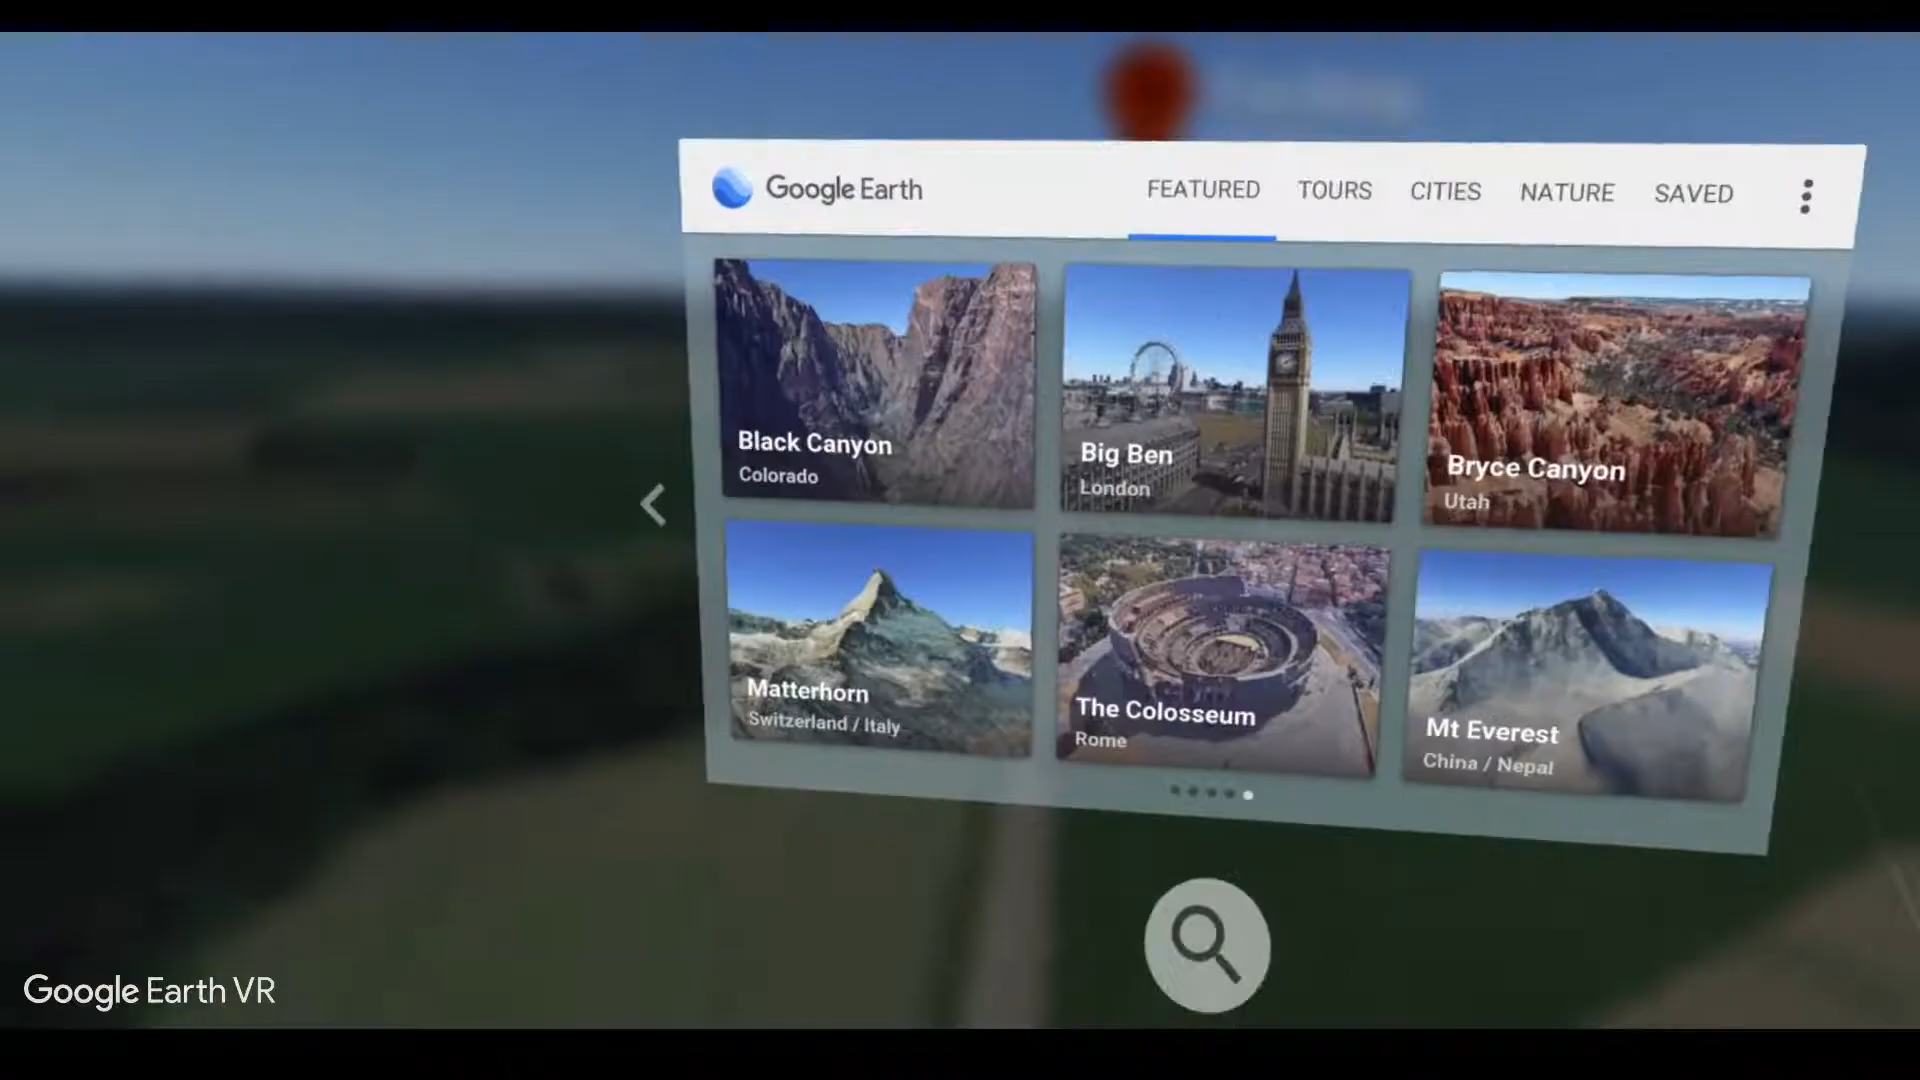 Google Earth
FEATURED
TOURS
CITIES
NATURE
SAVED
Black Canyon
Colorado
Big Ben
London
Bryce Canyon
Utah
Matterhorn
Switzerland / Italy
The Colosseum
Rome
Mt Everest
China / Nepal
Google Earth VR